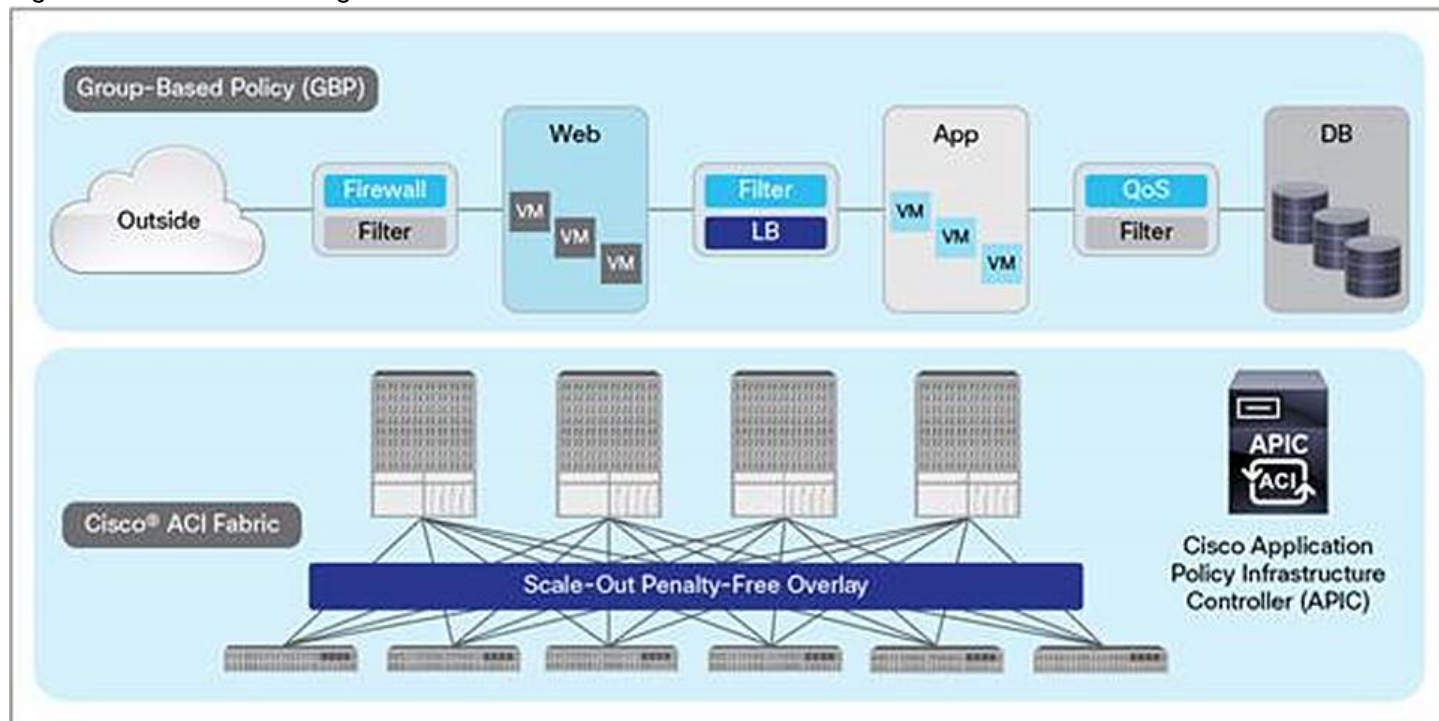 Group-Based Policy (GBP)
Outside
Firewall
Filter
Web
VM
VM
VM
Filter
LB
App
VM
VM
VM
QoS
Filter
DB
Cisco® ACI Fabric
Scale-Out Penalty-Free Overlay
APIC
ACI
Cisco Application
Policy Infrastructure
Controller (APIC)